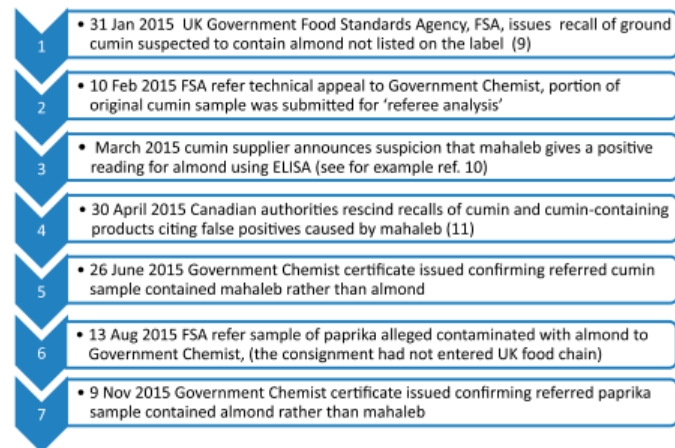 1
• 31 Jan 2015 UK Government Food Standards Agency, FSA, issues recall of ground
cumin suspected to contain almond not listed on the label (9)
2
• 10 Feb 2015 FSA refer technical appeal to Government Chemist, portion of
original cumin sample was submitted for ‘referee analysis’
3
• March 2015 cumin supplier announces suspicion that mahaleb gives a positive
reading for almond using ELISA (see for example ref. 10)
4
• 30 April 2015 Canadian authorities rescind recalls of cumin and cumin-containing
products citing false positives caused by mahaleb (11)
5
• 26 June 2015 Government Chemist certificate issued confirming referred cumin
sample contained mahaleb rather than almond
6
• 13 Aug 2015 FSA refer sample of paprika alleged contaminated with almond to
Government Chemist, (the consignment had not entered UK food chain)
7
• 9 Nov 2015 Government Chemist certificate issued confirming referred paprika
sample contained almond rather than mahaleb